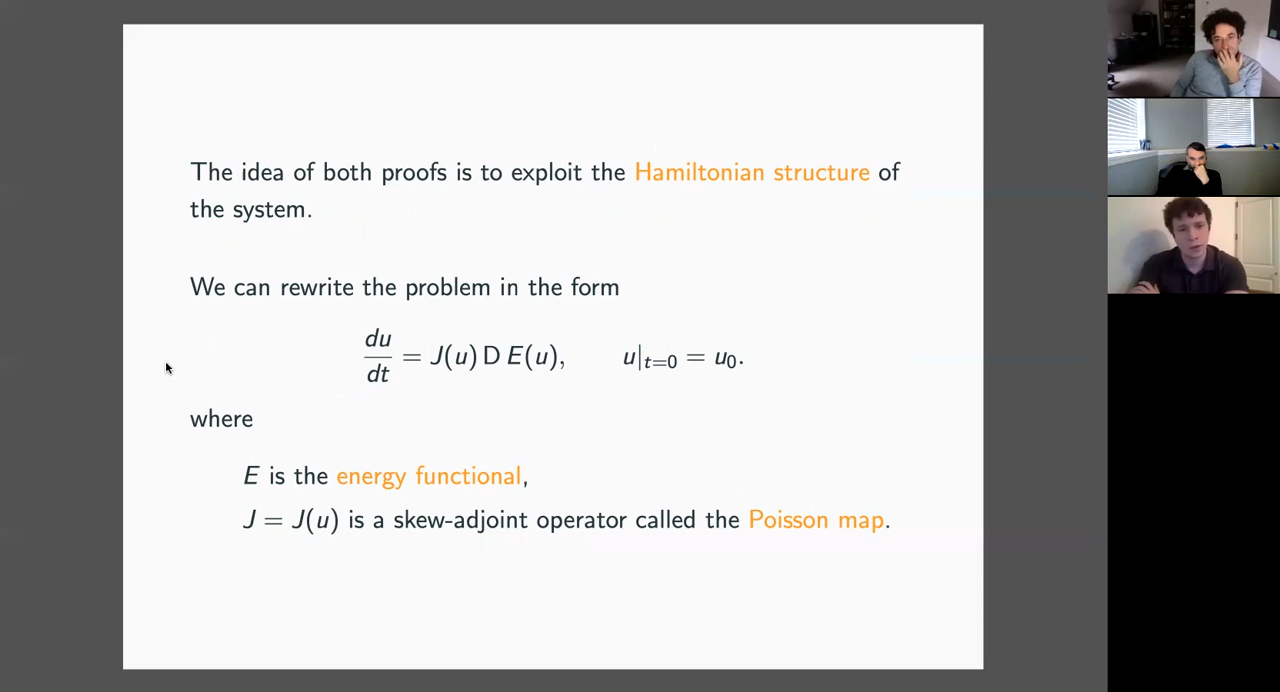 The idea of both proofs is to exploit the Hamiltonian structure of
the system.
We can rewrite the problem in the form
du/dt = J(u) D E(u), u|t=0 = u0.
where
E is the energy functional,
J = J(u) is a skew-adjoint operator called the Poisson map.